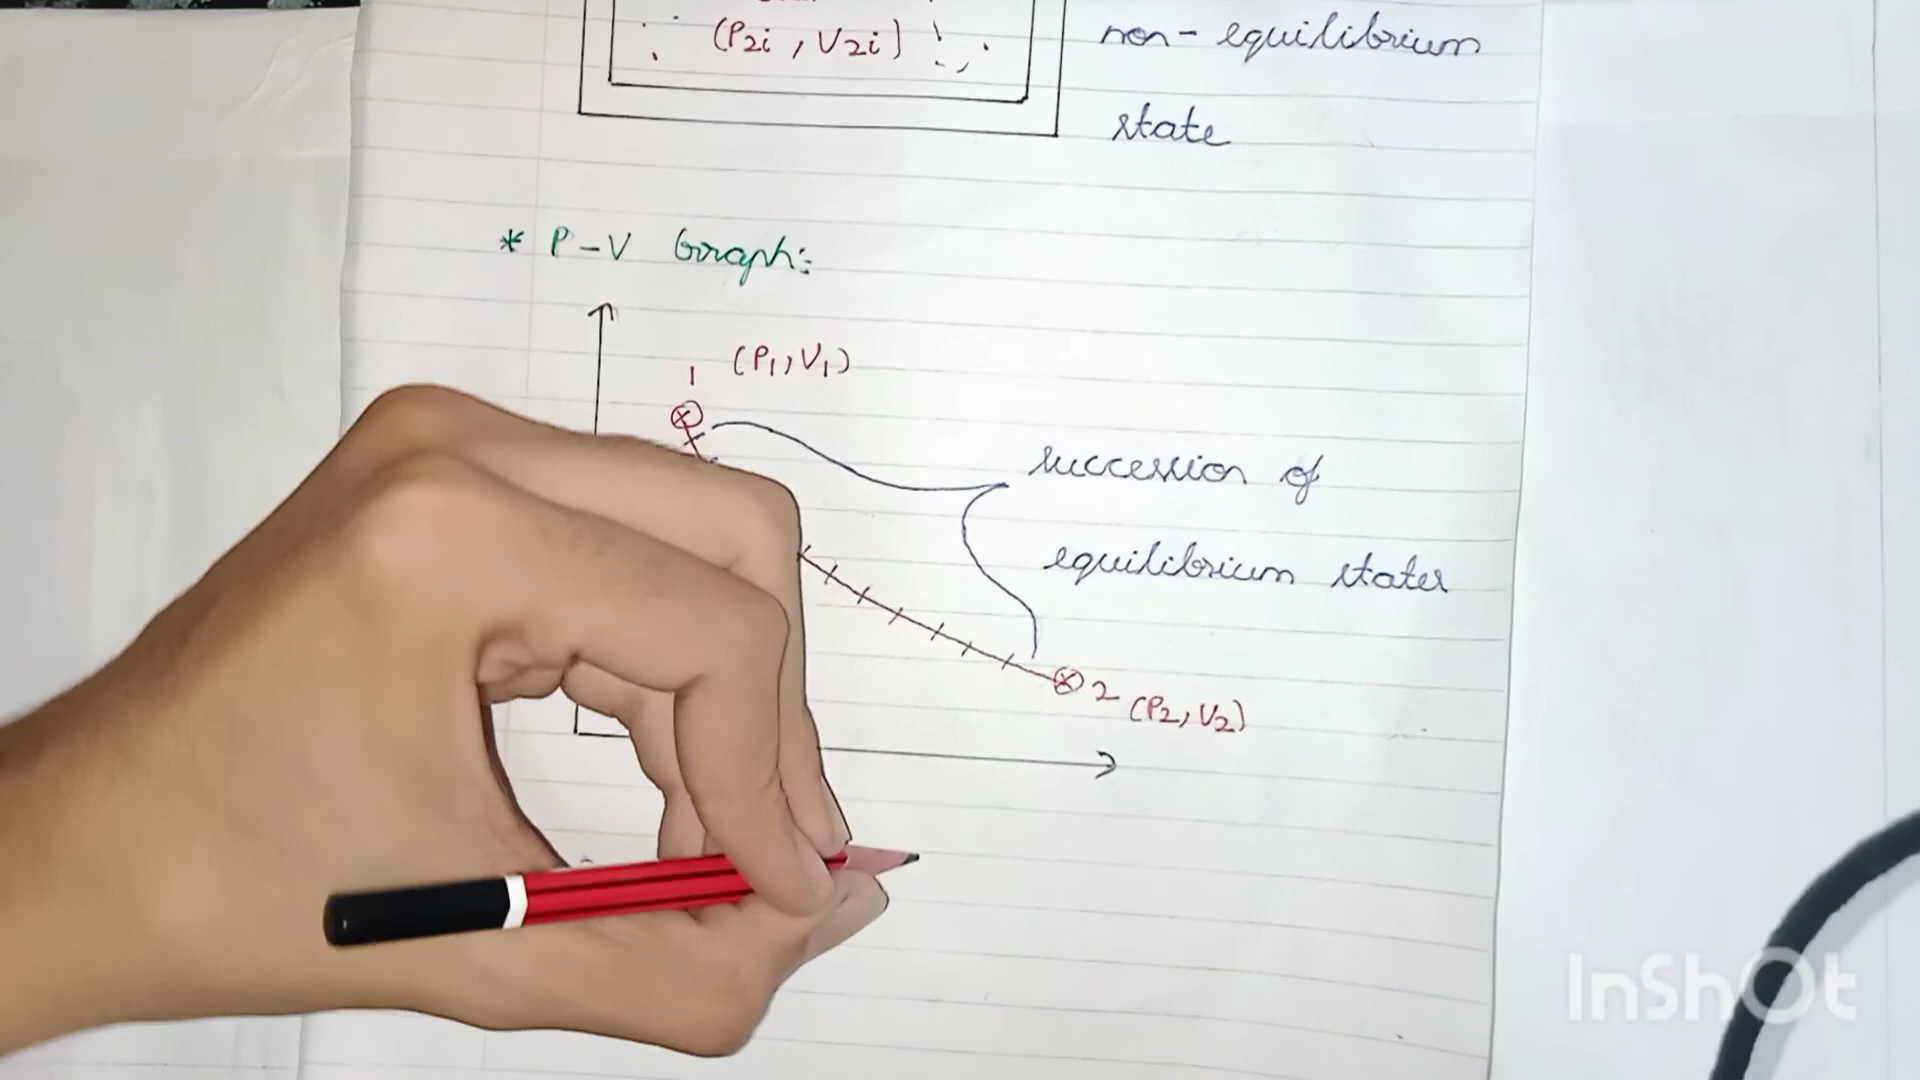 (P2i, V2i)
non-equilibrium
state
* P-V Graph:
1 (P1, V1)
succession of
equilibrium states
2 (P2, V2)
InShOt